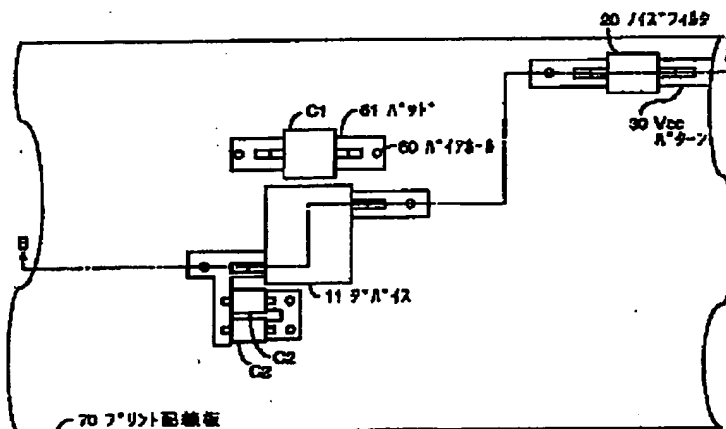 20 ノイズフィルタ
C1
61 パッド
60 バイアホール
30 Vcc
パターン
B
11 デバイス
C2
C2
70 プリント配線板